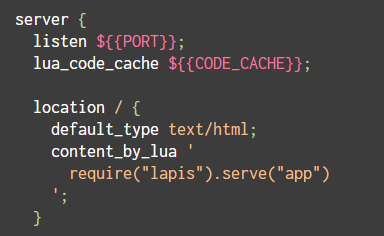 server {
  listen ${{PORT}};
  lua_code_cache ${{CODE_CACHE}};

  location / {
    default_type text/html;
    content_by_lua '
      require("lapis").serve("app")
    ';
  }